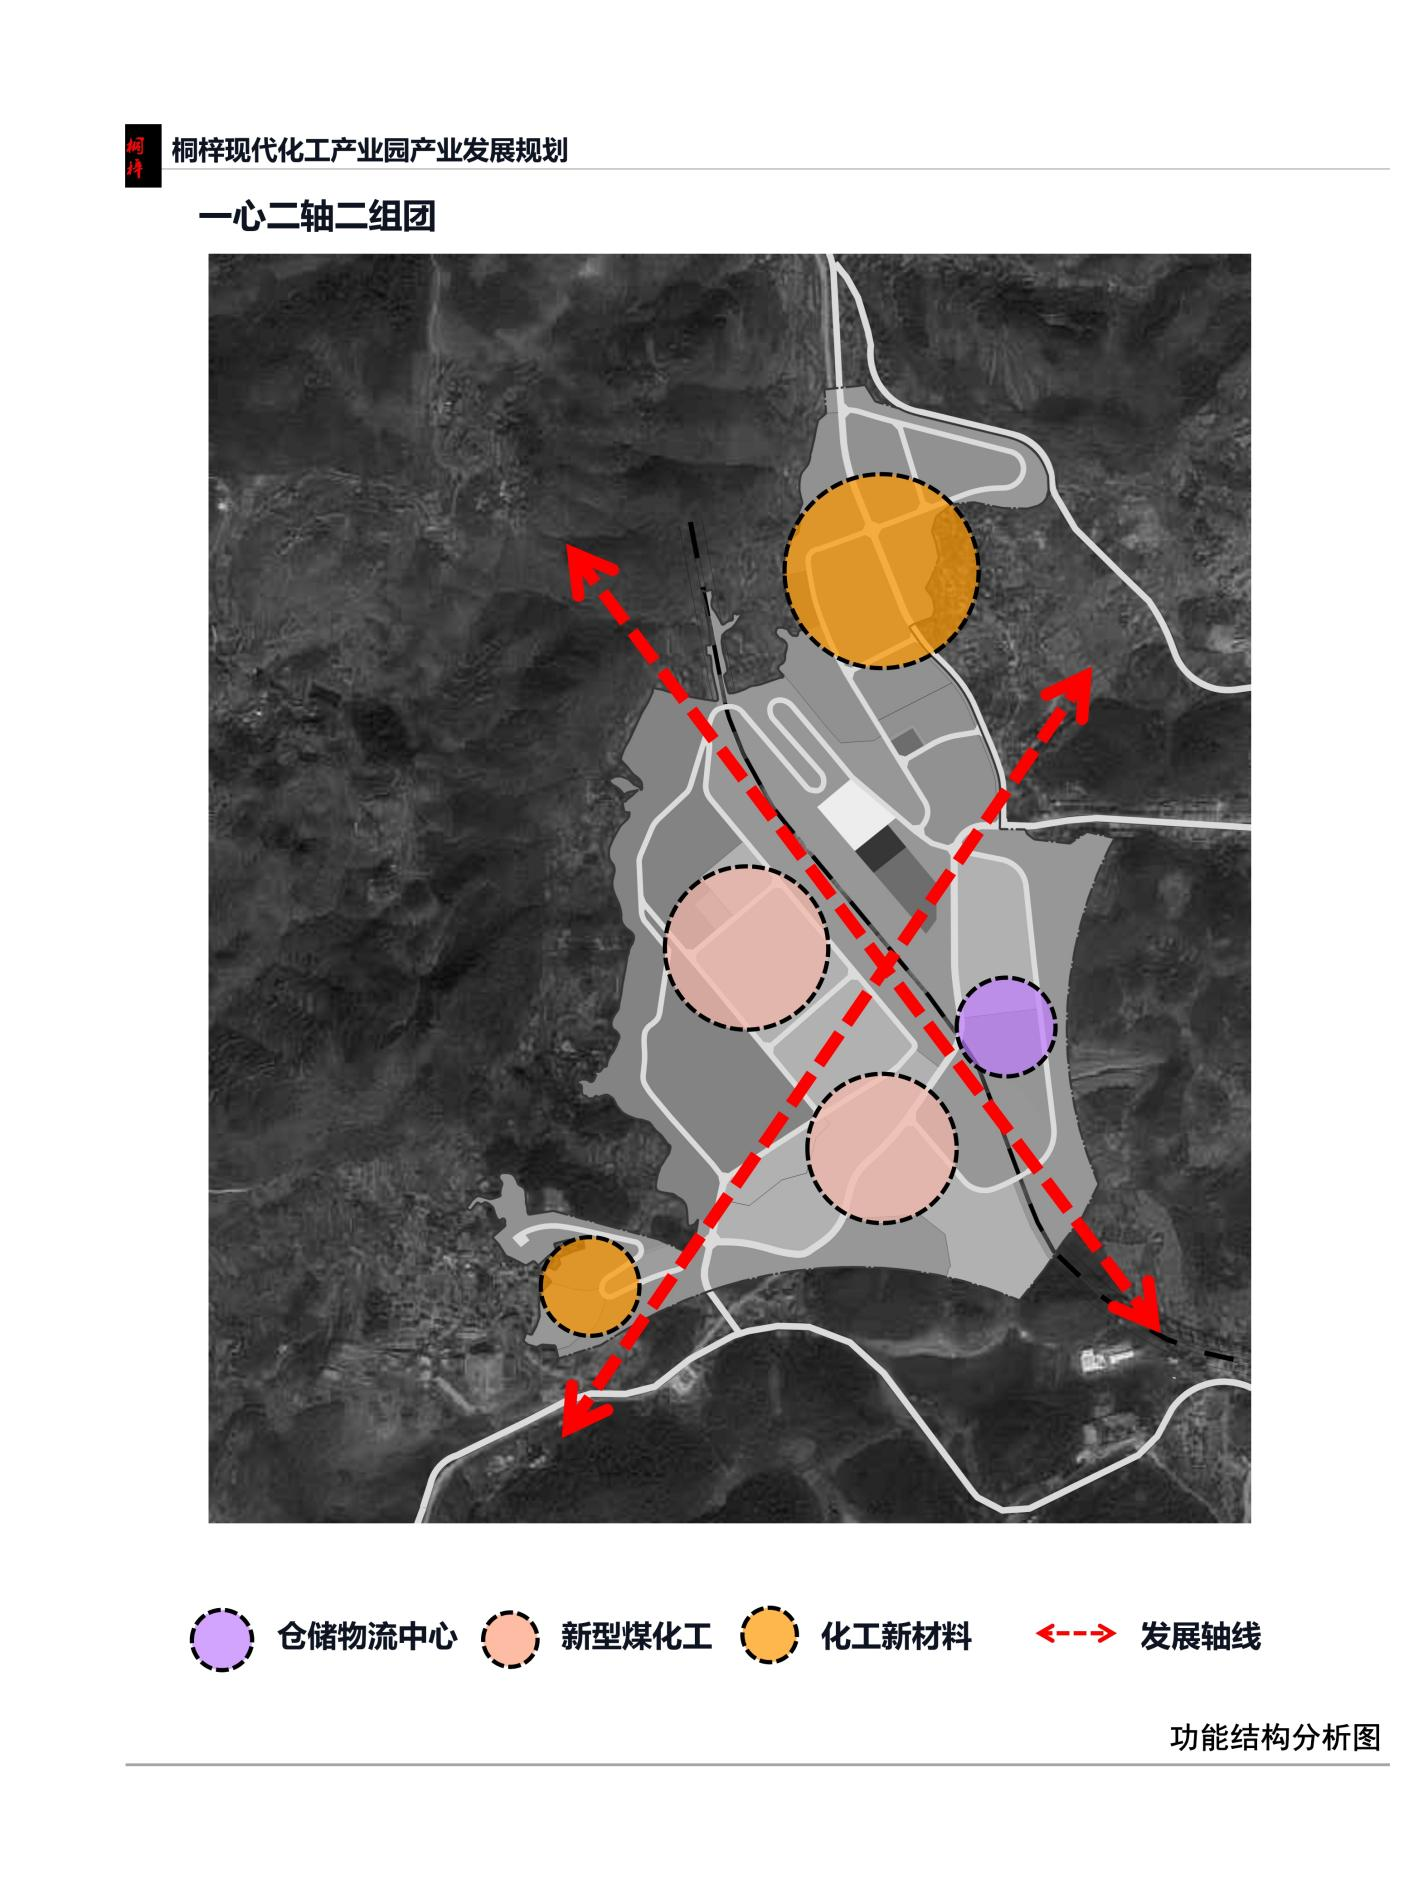 桐梓
桐梓现代化工产业园产业发展规划
一心二轴二组团
仓储物流中心
新型煤化工
化工新材料
发展轴线
功能结构分析图